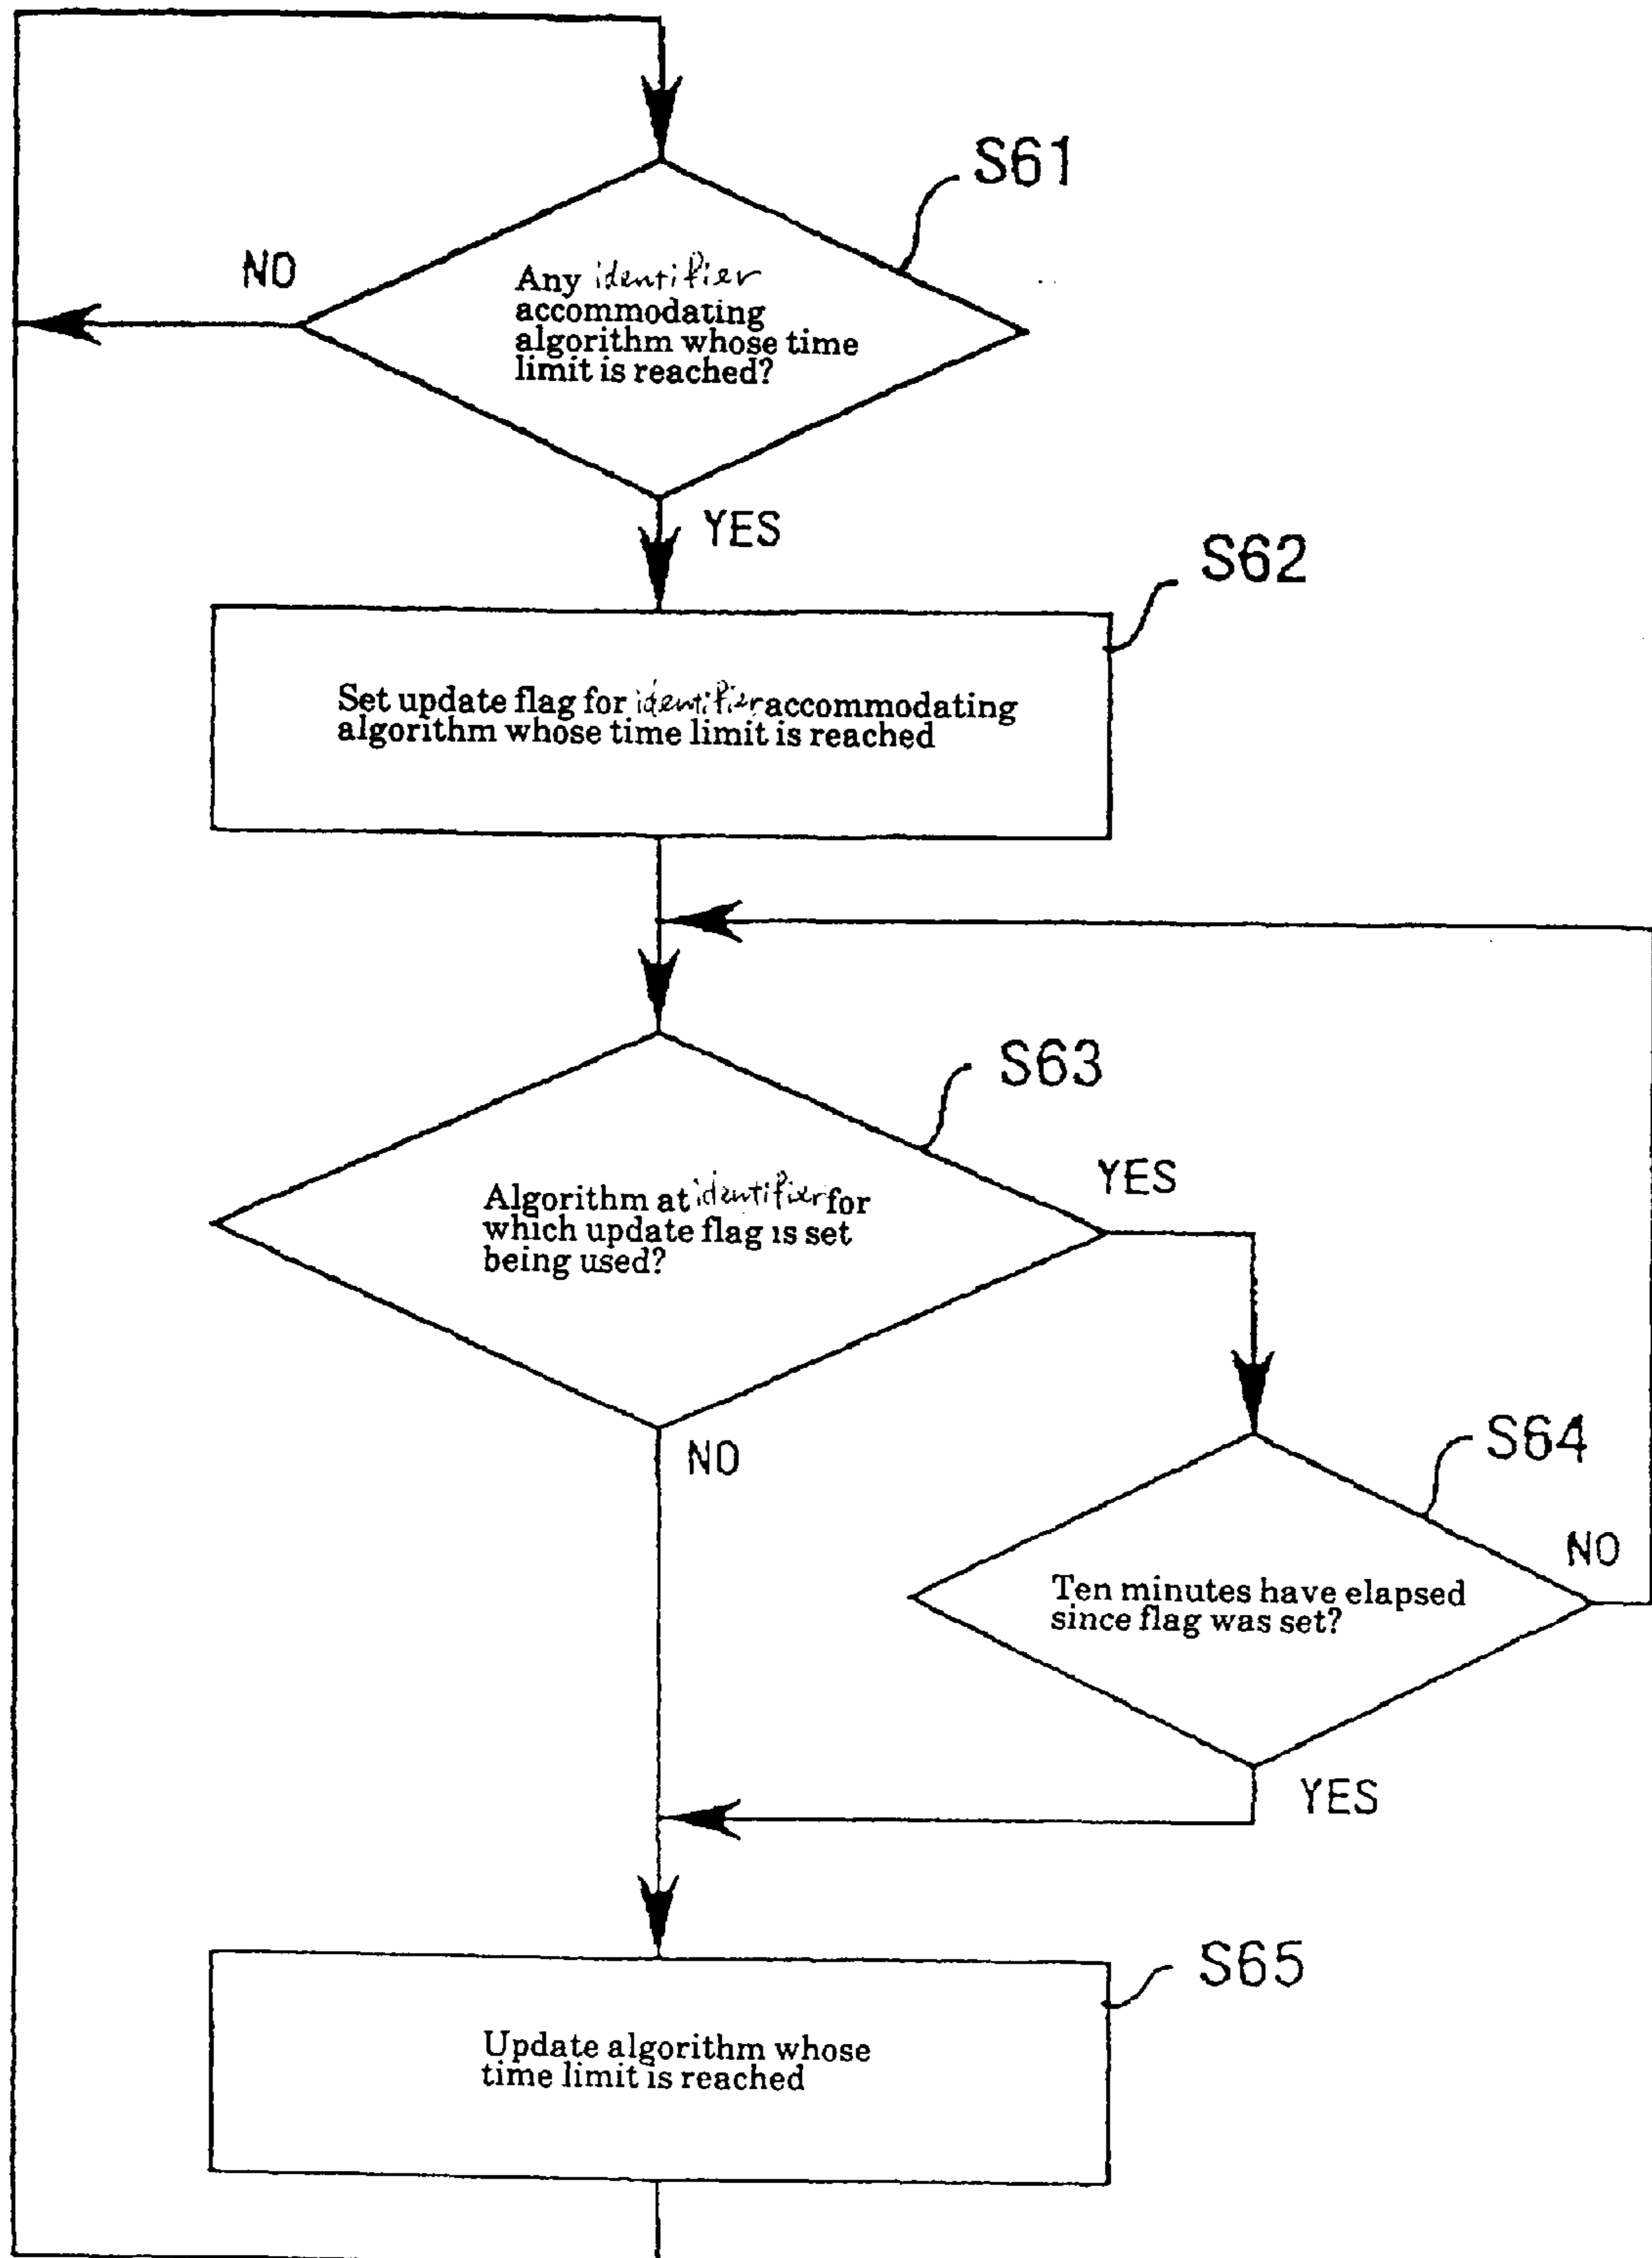 S61
NO
Any identifier
accommodating
algorithm whose time
limit is reached?
YES
S62
Set update flag for identifier accommodating
algorithm whose time limit is reached
S63
YES
Algorithm at identifier for
which update flag is set
being used?
NO
S64
NO
Ten minutes have elapsed
since flag was set?
YES
S65
Update algorithm whose
time limit is reached